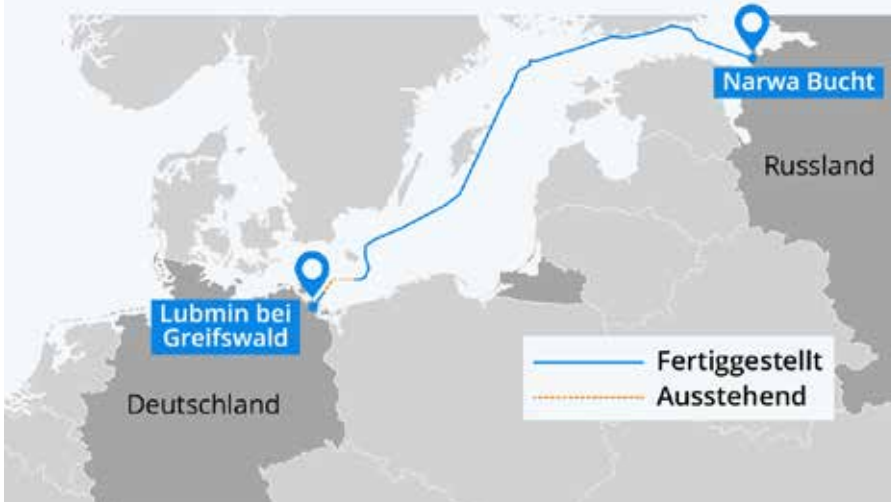 Narwa Bucht
Russland
Lubmin bei
Greifswald
Fertiggestellt
Ausstehend
Deutschland